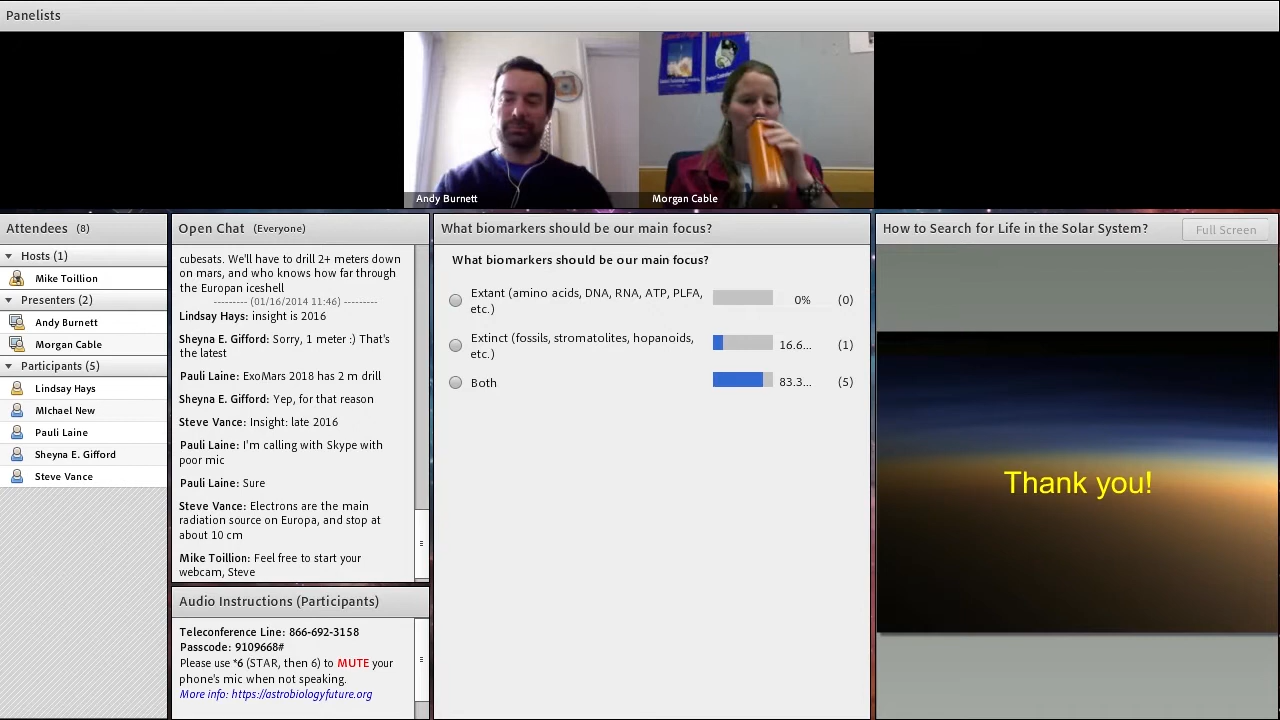 Panelists
Andy Burnett
Morgan Cable
Attendees (8)
Hosts (1)
Mike Toillion
Presenters (2)
Andy Burnett
Morgan Cable
Participants (5)
Lindsay Hays
MIchael New
Pauli Laine
Sheyna E. Gifford
Steve Vance
Open Chat (Everyone)
cubesats. We'll have to drill 2+ meters down
on mars, and who knows how far through
the Europan iceshell
--------- (01/16/2014 11:46) ---------
Lindsay Hays: insight is 2016
Sheyna E. Gifford: Sorry, 1 meter :) That's
the latest
Pauli Laine: ExoMars 2018 has 2 m drill
Sheyna E. Gifford: Yep, for that reason
Steve Vance: Insight: late 2016
Pauli Laine: I'm calling with Skype with
poor mic
Pauli Laine: Sure
Steve Vance: Electrons are the main
radiation source on Europa, and stop at
about 10 cm
Mike Toillion: Feel free to start your
webcam, Steve
Audio Instructions (Participants)
Teleconference Line: 866-692-3158
Passcode: 9109668#
Please use *6 (STAR, then 6) to MUTE your
phone's mic when not speaking.
More info: https://astrobiologyfuture.org
What biomarkers should be our main focus?
What biomarkers should be our main focus?
Extant (amino acids, DNA, RNA, ATP, PLFA,
etc.)
0% (0)
Extinct (fossils, stromatolites, hopanoids,
etc.)
16.6... (1)
Both
83.3... (5)
How to Search for Life in the Solar System?
Full Screen
Thank you!